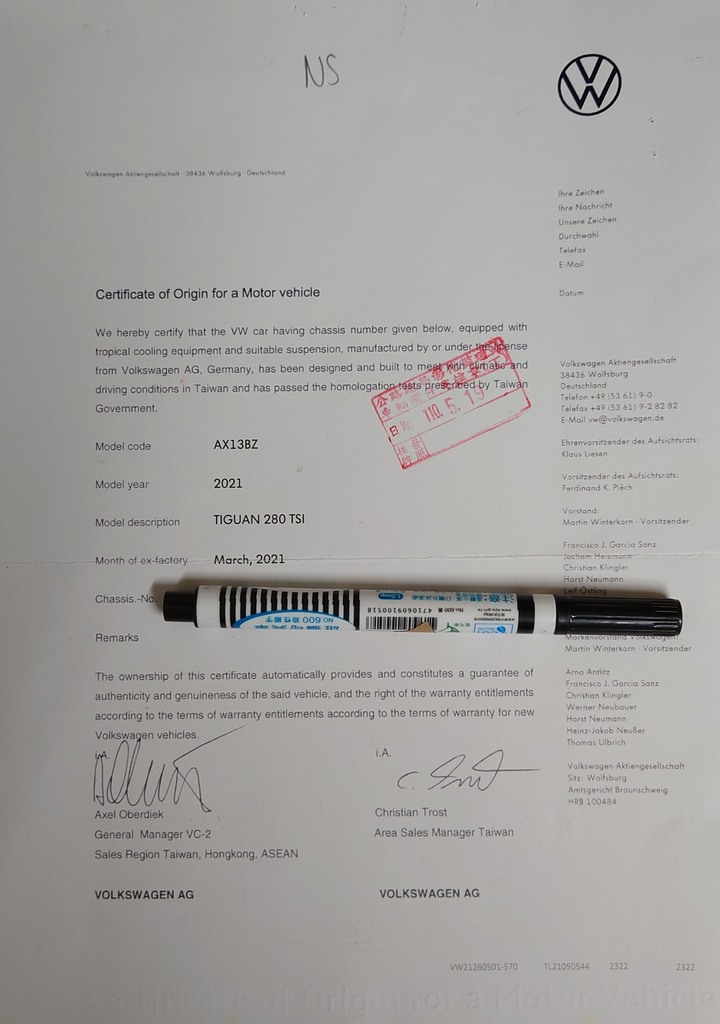 NS
Volkswagen Aktiengesellschaft · 38436 Wolfsburg · Deutschland
Ihre Zeichen
Ihre Nachricht
Unsere Zeichen
Durchwahl
Telefax
E-Mail
Datum
Certificate of Origin for a Motor vehicle
We hereby certify that the VW car having chassis number given below, equipped with
tropical cooling equipment and suitable suspension, manufactured by or under the license
from Volkswagen AG, Germany, has been designed and built to meet with climatic and
driving conditions in Taiwan and has passed the homologation tests prescribed by Taiwan
Government.
110. 5. 19
Model code AX13BZ
Model year 2021
Model description TIGUAN 280 TSI
Month of ex-factory March, 2021
Chassis.-No.
Remarks
No.600
4710609100518
NO.600
The ownership of this certificate automatically provides and constitutes a guarantee of
authenticity and genuineness of the said vehicle, and the right of the warranty entitlements
according to the terms of warranty entitlements according to the terms of warranty for new
Volkswagen vehicles.
i.A.
Axel Oberdiek
General Manager VC-2
Sales Region Taiwan, Hongkong, ASEAN
VOLKSWAGEN AG
i.A.
Christian Trost
Area Sales Manager Taiwan
VOLKSWAGEN AG
Volkswagen Aktiengesellschaft
38436 Wolfsburg
Deutschland
Telefon +49 (53 61) 9-0
Telefax +49 (53 61) 9-2 82 82
E-Mail vw@volkswagen.de
Ehrenvorsitzender des Aufsichtsrats:
Klaus Liesen
Vorsitzender des Aufsichtsrats:
Ferdinand K. Piëch
Vorstand:
Martin Winterkorn · Vorsitzender
Francisco J. Garcia Sanz
Jochem Heizmann
Christian Klingler
Horst Neumann
Leif Östling
Markenvorstand Volkswagen:
Martin Winterkorn · Vorsitzender
Arno Antlitz
Francisco J. Garcia Sanz
Christian Klingler
Werner Neubauer
Horst Neumann
Heinz-Jakob Neußer
Thomas Ulbrich
Volkswagen Aktiengesellschaft
Sitz: Wolfsburg
Amtsgericht Braunschweig
HRB 100484
VW21260501-570 TL21050544 2322 2322
Certificate of Origin for a Motor Vehicle